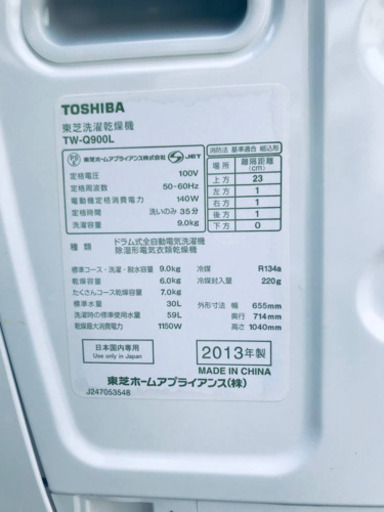 TOSHIBA
東芝洗濯乾燥機
TW-Q900L
東芝ホームアプライアンス株式会社 JET
定格電圧 100V
定格周波数 50-60Hz
電動機定格消費電力 140W
定格時間 洗いのみ 35分
洗濯容量 9.0kg
消防法 基準適合 組込形
場所 離隔距離(cm)
上方 23
左方 1
右方 1
後方 1
下方 0
種類 ドラム式全自動電気洗濯機
除湿形電気衣類乾燥機
標準コース・洗濯・脱水容量 9.0kg
乾燥容量 6.0kg
たくさんコース乾燥容量 7.0kg
標準水量 30L
洗濯時の標準使用水量 59L
乾燥最大消費電力 1150W
冷媒 R134a
冷媒封入量 220g
外形寸法 幅 655mm
奥行 714mm
高さ 1040mm
日本国内専用
Use only in Japan
2013年製
MADE IN CHINA
東芝ホームアプライアンス(株)
J247053548